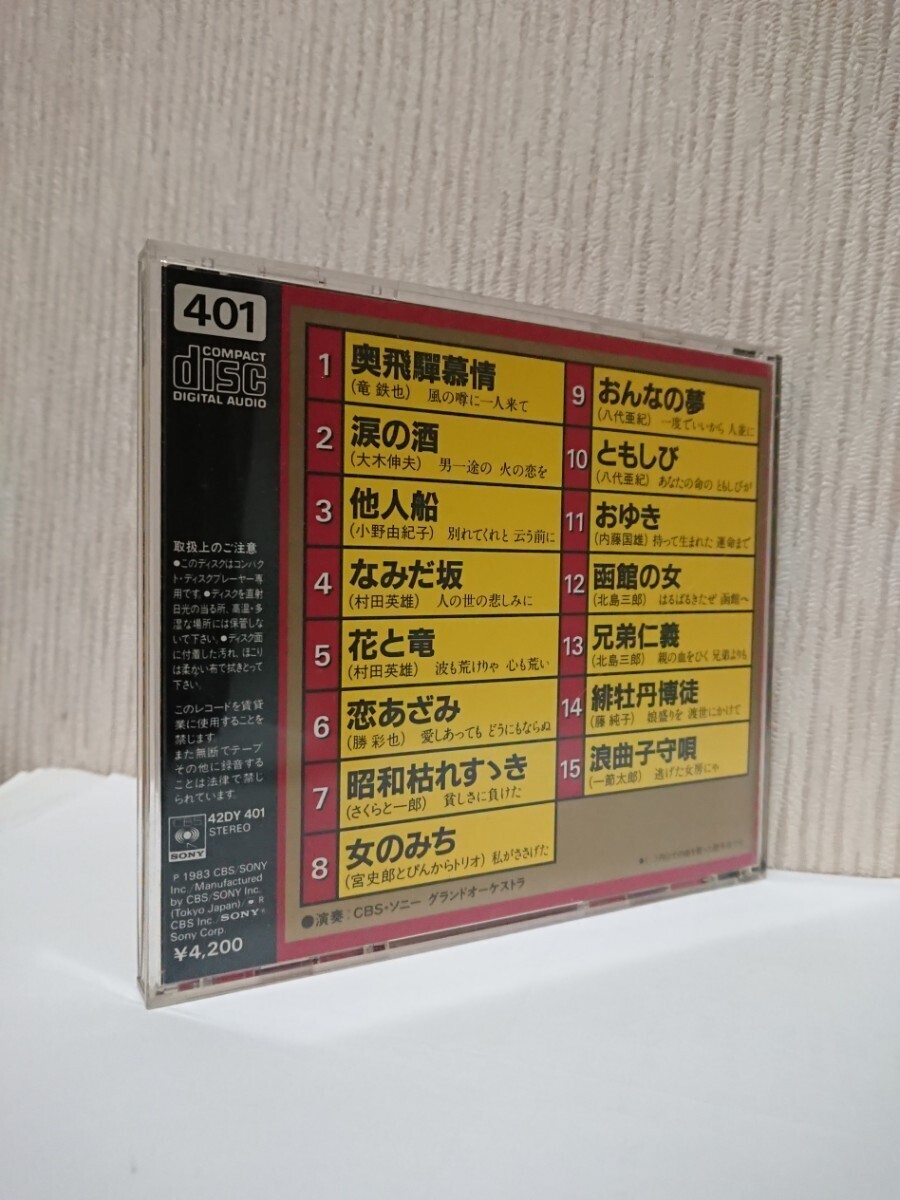 401
COMPACT
disc
DIGITAL AUDIO
取扱上のご注意
●このディスクはコンパク
ト・ディスクプレーヤー専
用です。●ディスクを直射
日光の当る所、高温・多
湿な場所には保管しな
いで下さい。●ディスク面
に付着した汚れ、ほこり
は柔かい布で拭きとって
下さい。
このレコードを賃貸
業に使用することを
禁じます。
また無断でテープ
その他に録音する
ことは法律で禁じ
られています。
CBS
SONY
42DY 401
STEREO
℗ 1983 CBS/SONY
Inc./Manufactured
by CBS/SONY Inc.
(Tokyo Japan)/● ®
CBS Inc./SONY®
Sony Corp.
¥4,200
1 奥飛驒慕情
(竜 鉄也) 風の噂に一人来て
2 涙の酒
(大木伸夫) 男一途の 火の恋を
3 他人船
(小野由紀子) 別れてくれと 云う前に
4 なみだ坂
(村田英雄) 人の世の悲しみに
5 花と竜
(村田英雄) 波も荒けりゃ 心も荒い
6 恋あざみ
(勝 彩也) 愛しあっても どうにもならぬ
7 昭和枯れすゝき
(さくらと一郎) 貧しさに負けた
8 女のみち
(宮史郎とぴんからトリオ) 私がささげた
9 おんなの夢
(八代亜紀) 一度でいいから 人並に
10 ともしび
(八代亜紀) あなたの命の ともしびが
11 おゆき
(内藤国雄) 持って生まれた 運命まで
12 函館の女
(北島三郎) はるばるきたぜ 函館へ
13 兄弟仁義
(北島三郎) 親の血をひく 兄弟よりも
14 緋牡丹博徒
(藤 純子) 娘盛りを 渡世にかけて
15 浪曲子守唄
(一節太郎) 逃げた女房にゃ
●演奏:CBS・ソニー グランドオーケストラ